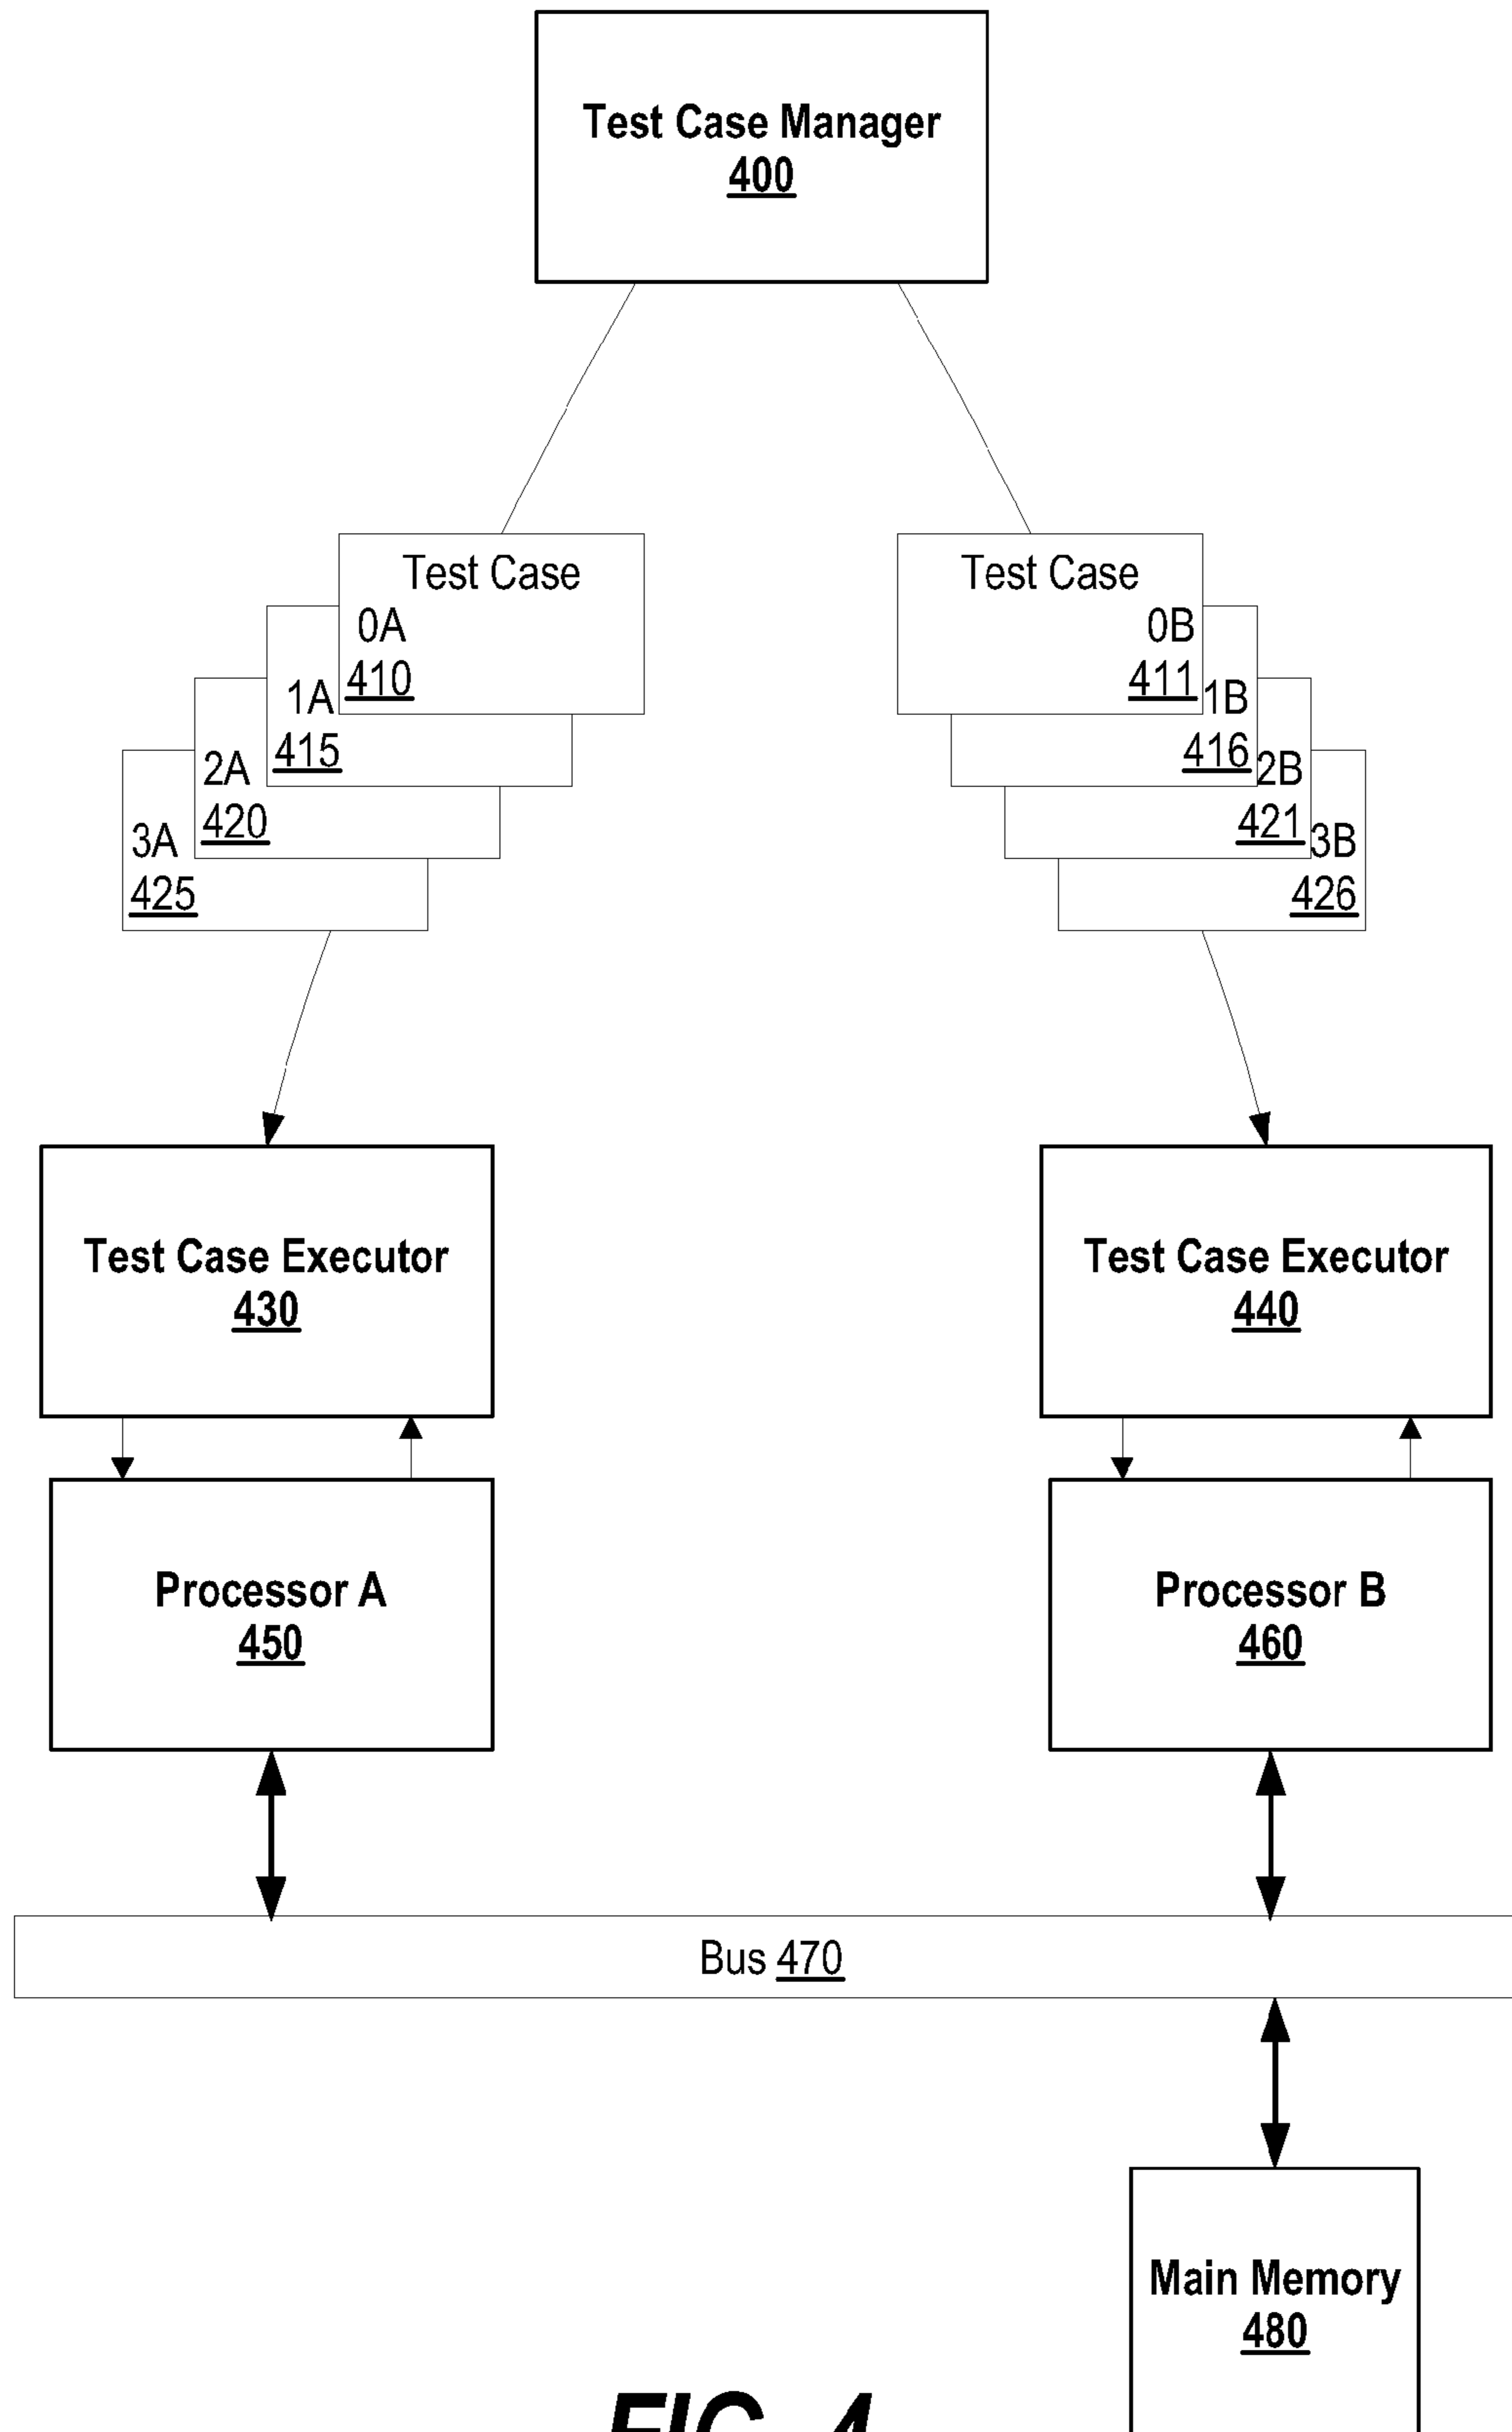 Test Case Manager
400
Test Case
0A
410
1A
415
2A
420
3A
425
Test Case
0B
411
1B
416
2B
421
3B
426
Test Case Executor
430
Test Case Executor
440
Processor A
450
Processor B
460
Bus 470
Main Memory
480
FIG. 4